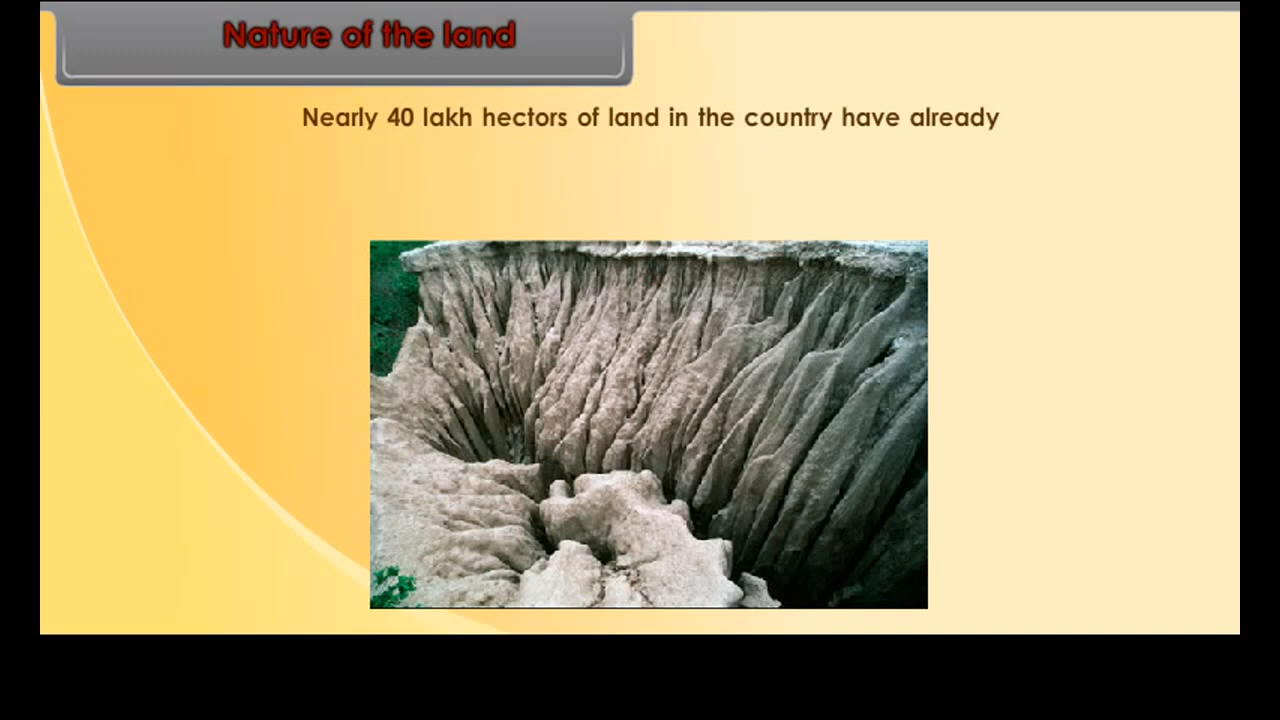 Nature of the land
Nearly 40 lakh hectors of land in the country have already